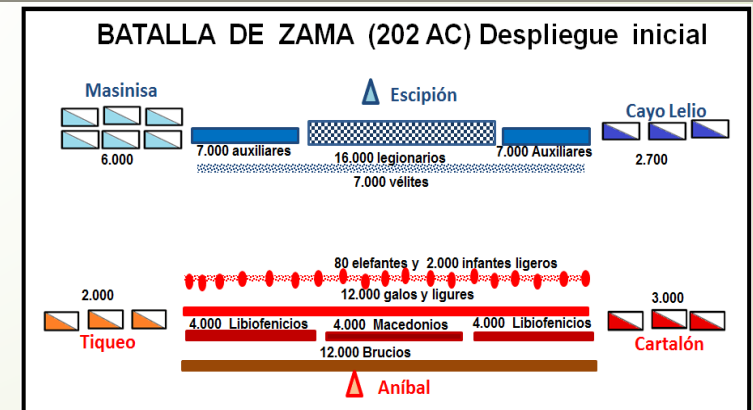 BATALLA DE ZAMA (202 AC) Despliegue inicial
Masinisa
Escipión
Cayo Lelio
6.000
7.000 auxiliares
16.000 legionarios
7.000 Auxiliares
2.700
7.000 vélites
80 elefantes y 2.000 infantes ligeros
2.000
12.000 galos y ligures
3.000
4.000 Libiofenicios
4.000 Macedonios
4.000 Libiofenicios
Tiqueo
12.000 Brucios
Cartalón
Aníbal